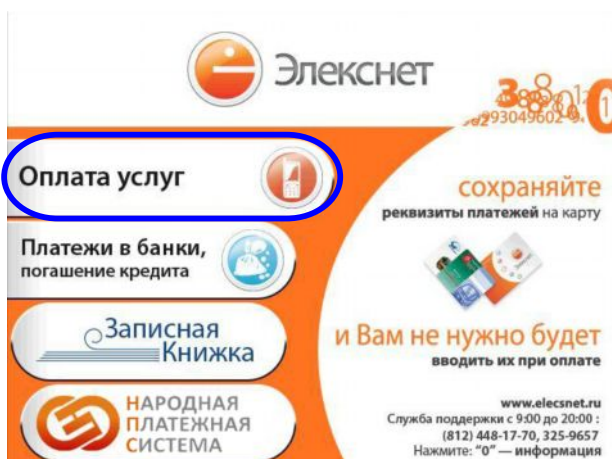 Элекснет
Оплата услуг
Платежи в банки,
погашение кредита
Записная
Книжка
НАРОДНАЯ
ПЛАТЕЖНАЯ
СИСТЕМА
сохраняйте
реквизиты платежей на карту
и Вам не нужно будет
вводить их при оплате
www.elecsnet.ru
Служба поддержки с 9:00 до 20:00 :
(812) 448-17-70, 325-9657
Нажмите: "0" — информация